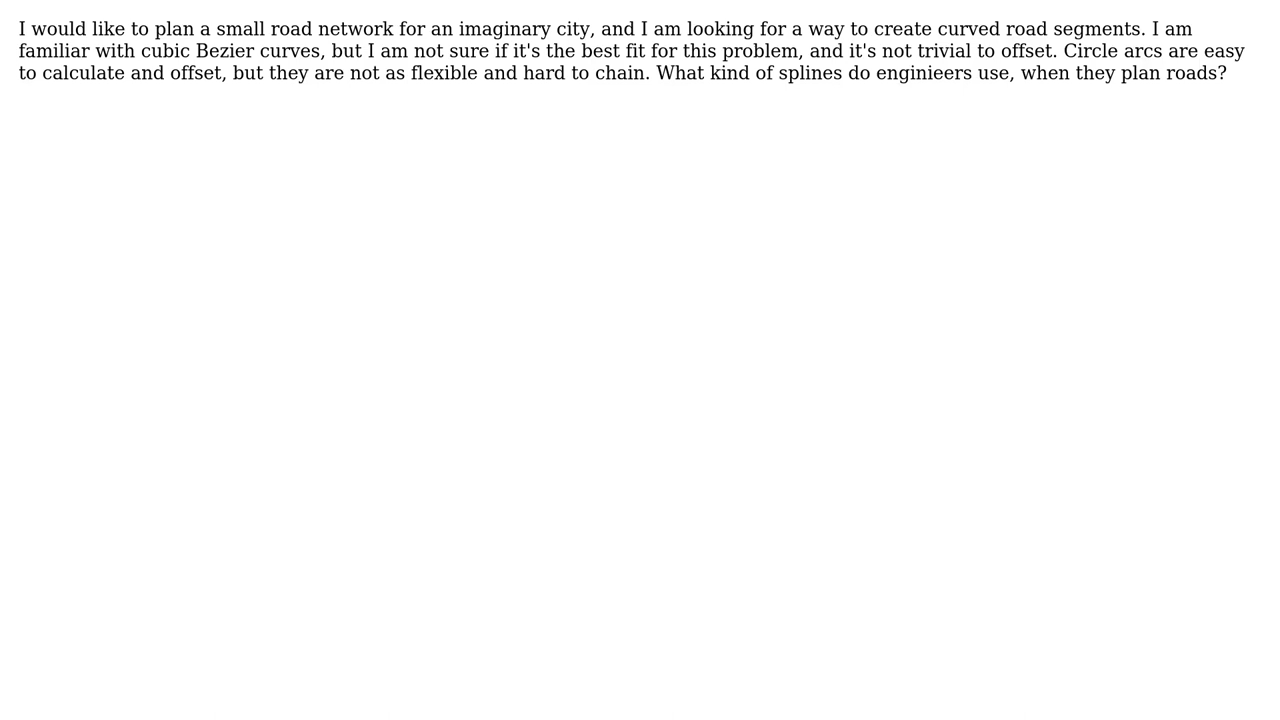 I would like to plan a small road network for an imaginary city, and I am looking for a way to create curved road segments. I am
familiar with cubic Bezier curves, but I am not sure if it's the best fit for this problem, and it's not trivial to offset. Circle arcs are easy
to calculate and offset, but they are not as flexible and hard to chain. What kind of splines do enginieers use, when they plan roads?